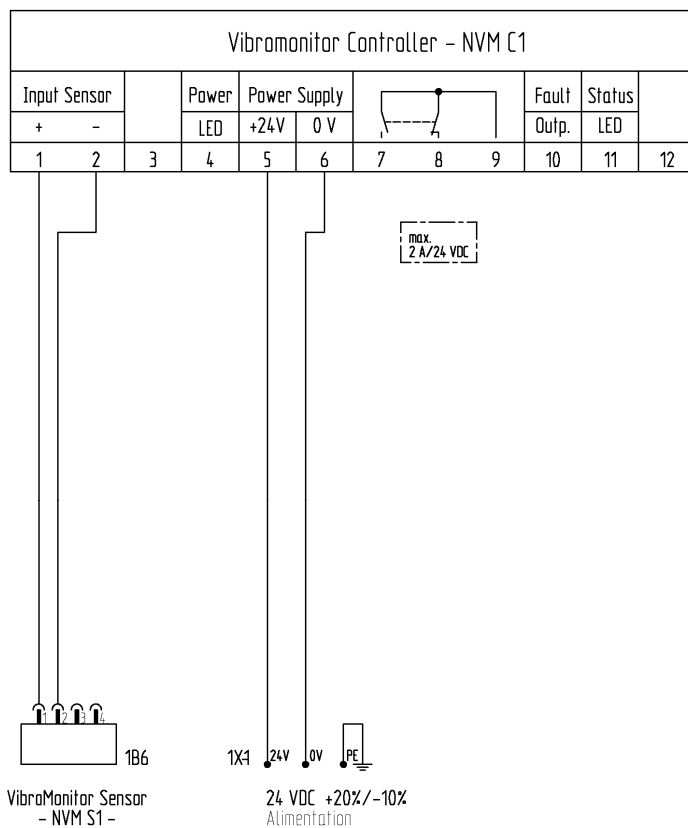 Vibromonitor Controller - NVM C1
Input Sensor Power Power Supply Fault Status
+ - LED +24V 0 V Outp. LED
1 2 3 4 5 6 7 8 9 10 11 12
max.
2 A/24 VDC
1 2 3 4
1B6 1X1 24V 0V PE
VibroMonitor Sensor
- NVM S1 -
24 VDC +20%/-10%
Alimentation